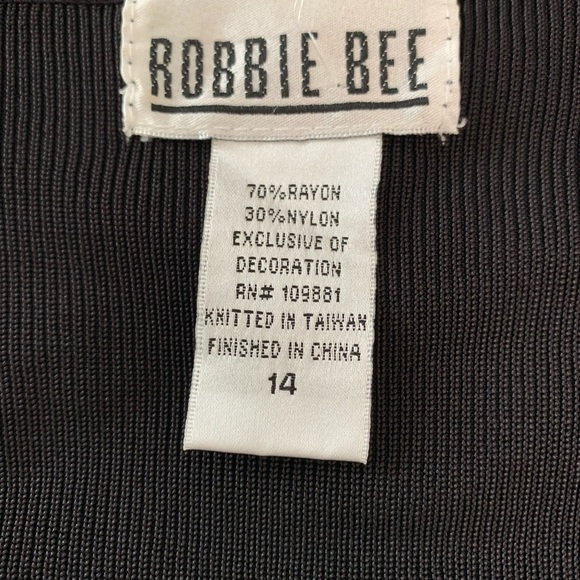 ROBBIE BEE
70%RAYON
30%NYLON
EXCLUSIVE OF
DECORATION
RN# 109881
KNITTED IN TAIWAN
FINISHED IN CHINA
14